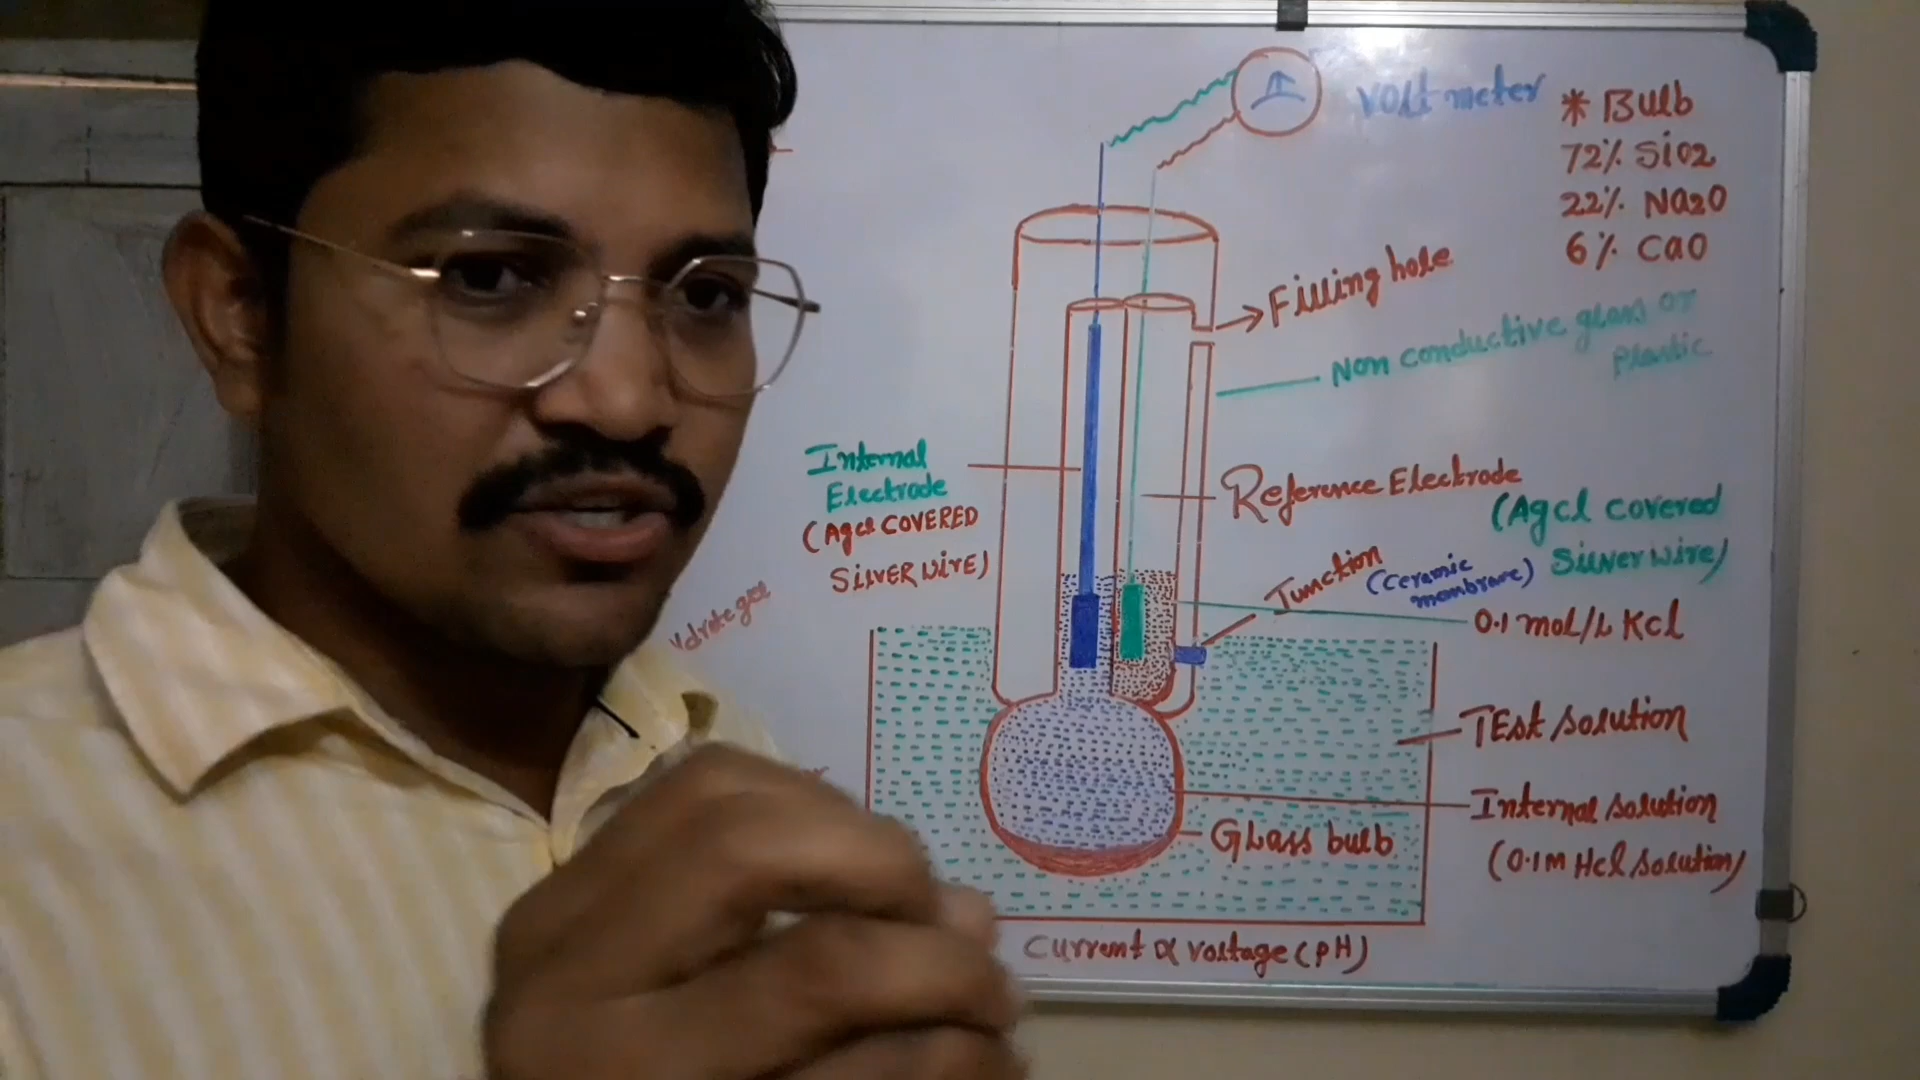 Volt meter
* Bulb
72% SiO2
22% Na2O
6% CaO
Filling hole
Non conductive glass or
Plastic
Internal
Electrode
(Agcl COVERED
SILVER WIRE)
Reference Electrode
(Agcl covered
Silver wire)
Junction
(Ceramic
membrane)
0.1 mol/L Kcl
TEst solution
Internal solution
(0.1M Hcl solution)
Glass bulb
Current α voltage (PH)